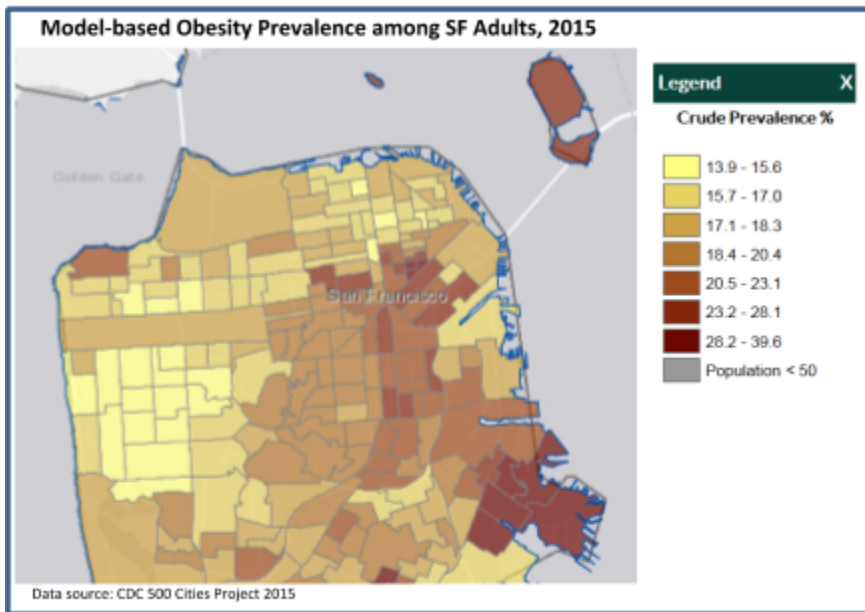 Model-based Obesity Prevalence among SF Adults, 2015
Legend X
Crude Prevalence %
Golden Gate
13.9 - 15.6
15.7 - 17.0
17.1 - 18.3
18.4 - 20.4
20.5 - 23.1
23.2 - 28.1
28.2 - 39.6
Population < 50
San Francisco
Data source: CDC 500 Cities Project 2015